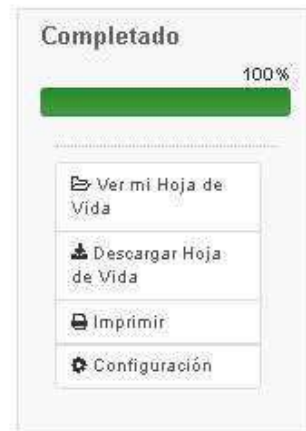 Completado
100%
Ver mi Hoja de
Vida
Descargar Hoja
de Vida
Imprimir
Configuración